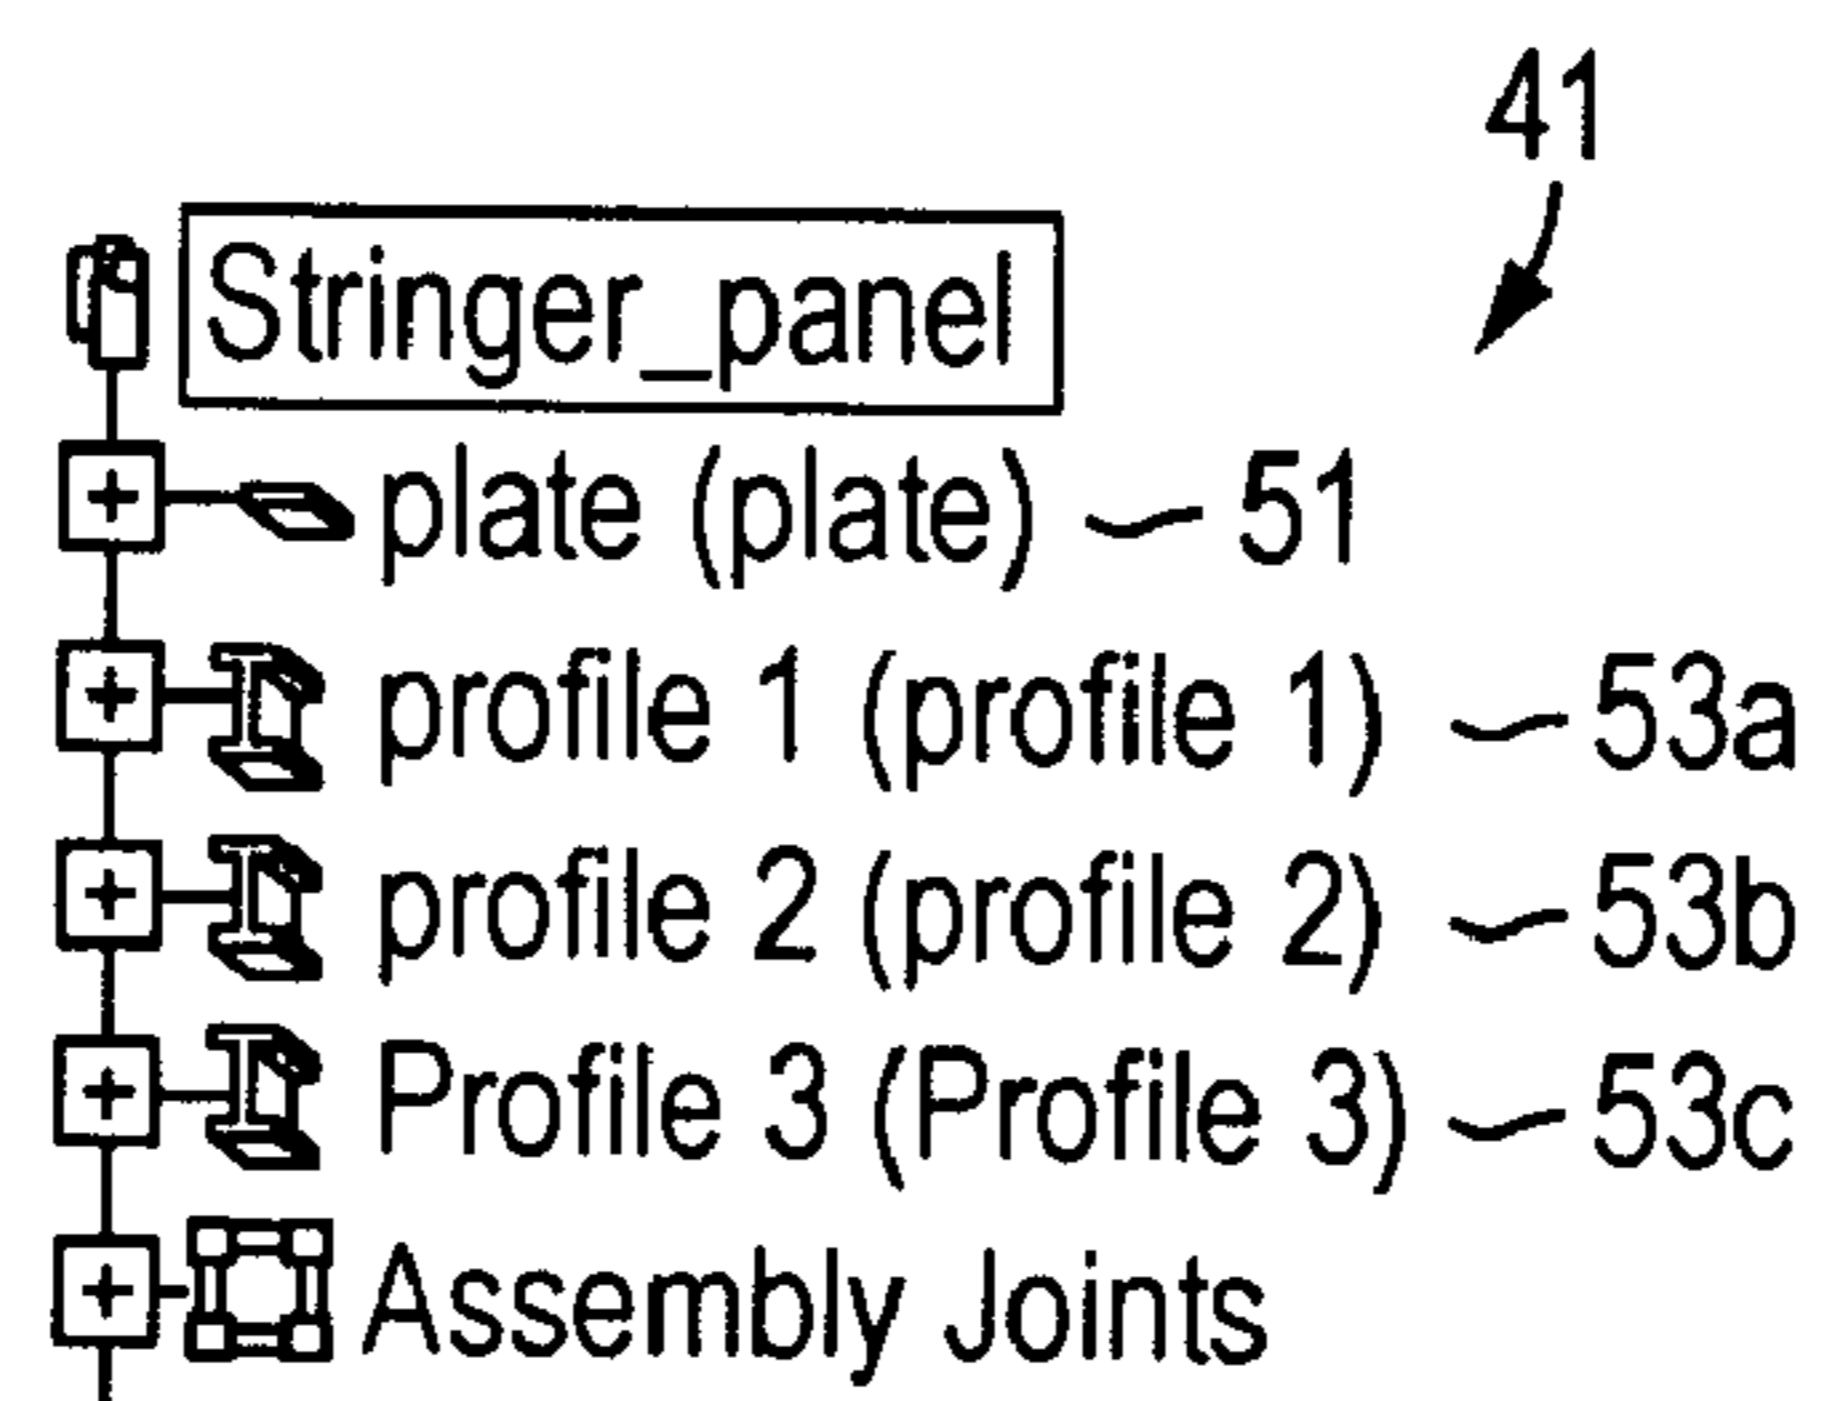 41
Stringer_panel
plate (plate) 51
profile 1 (profile 1) 53a
profile 2 (profile 2) 53b
Profile 3 (Profile 3) 53c
Assembly Joints